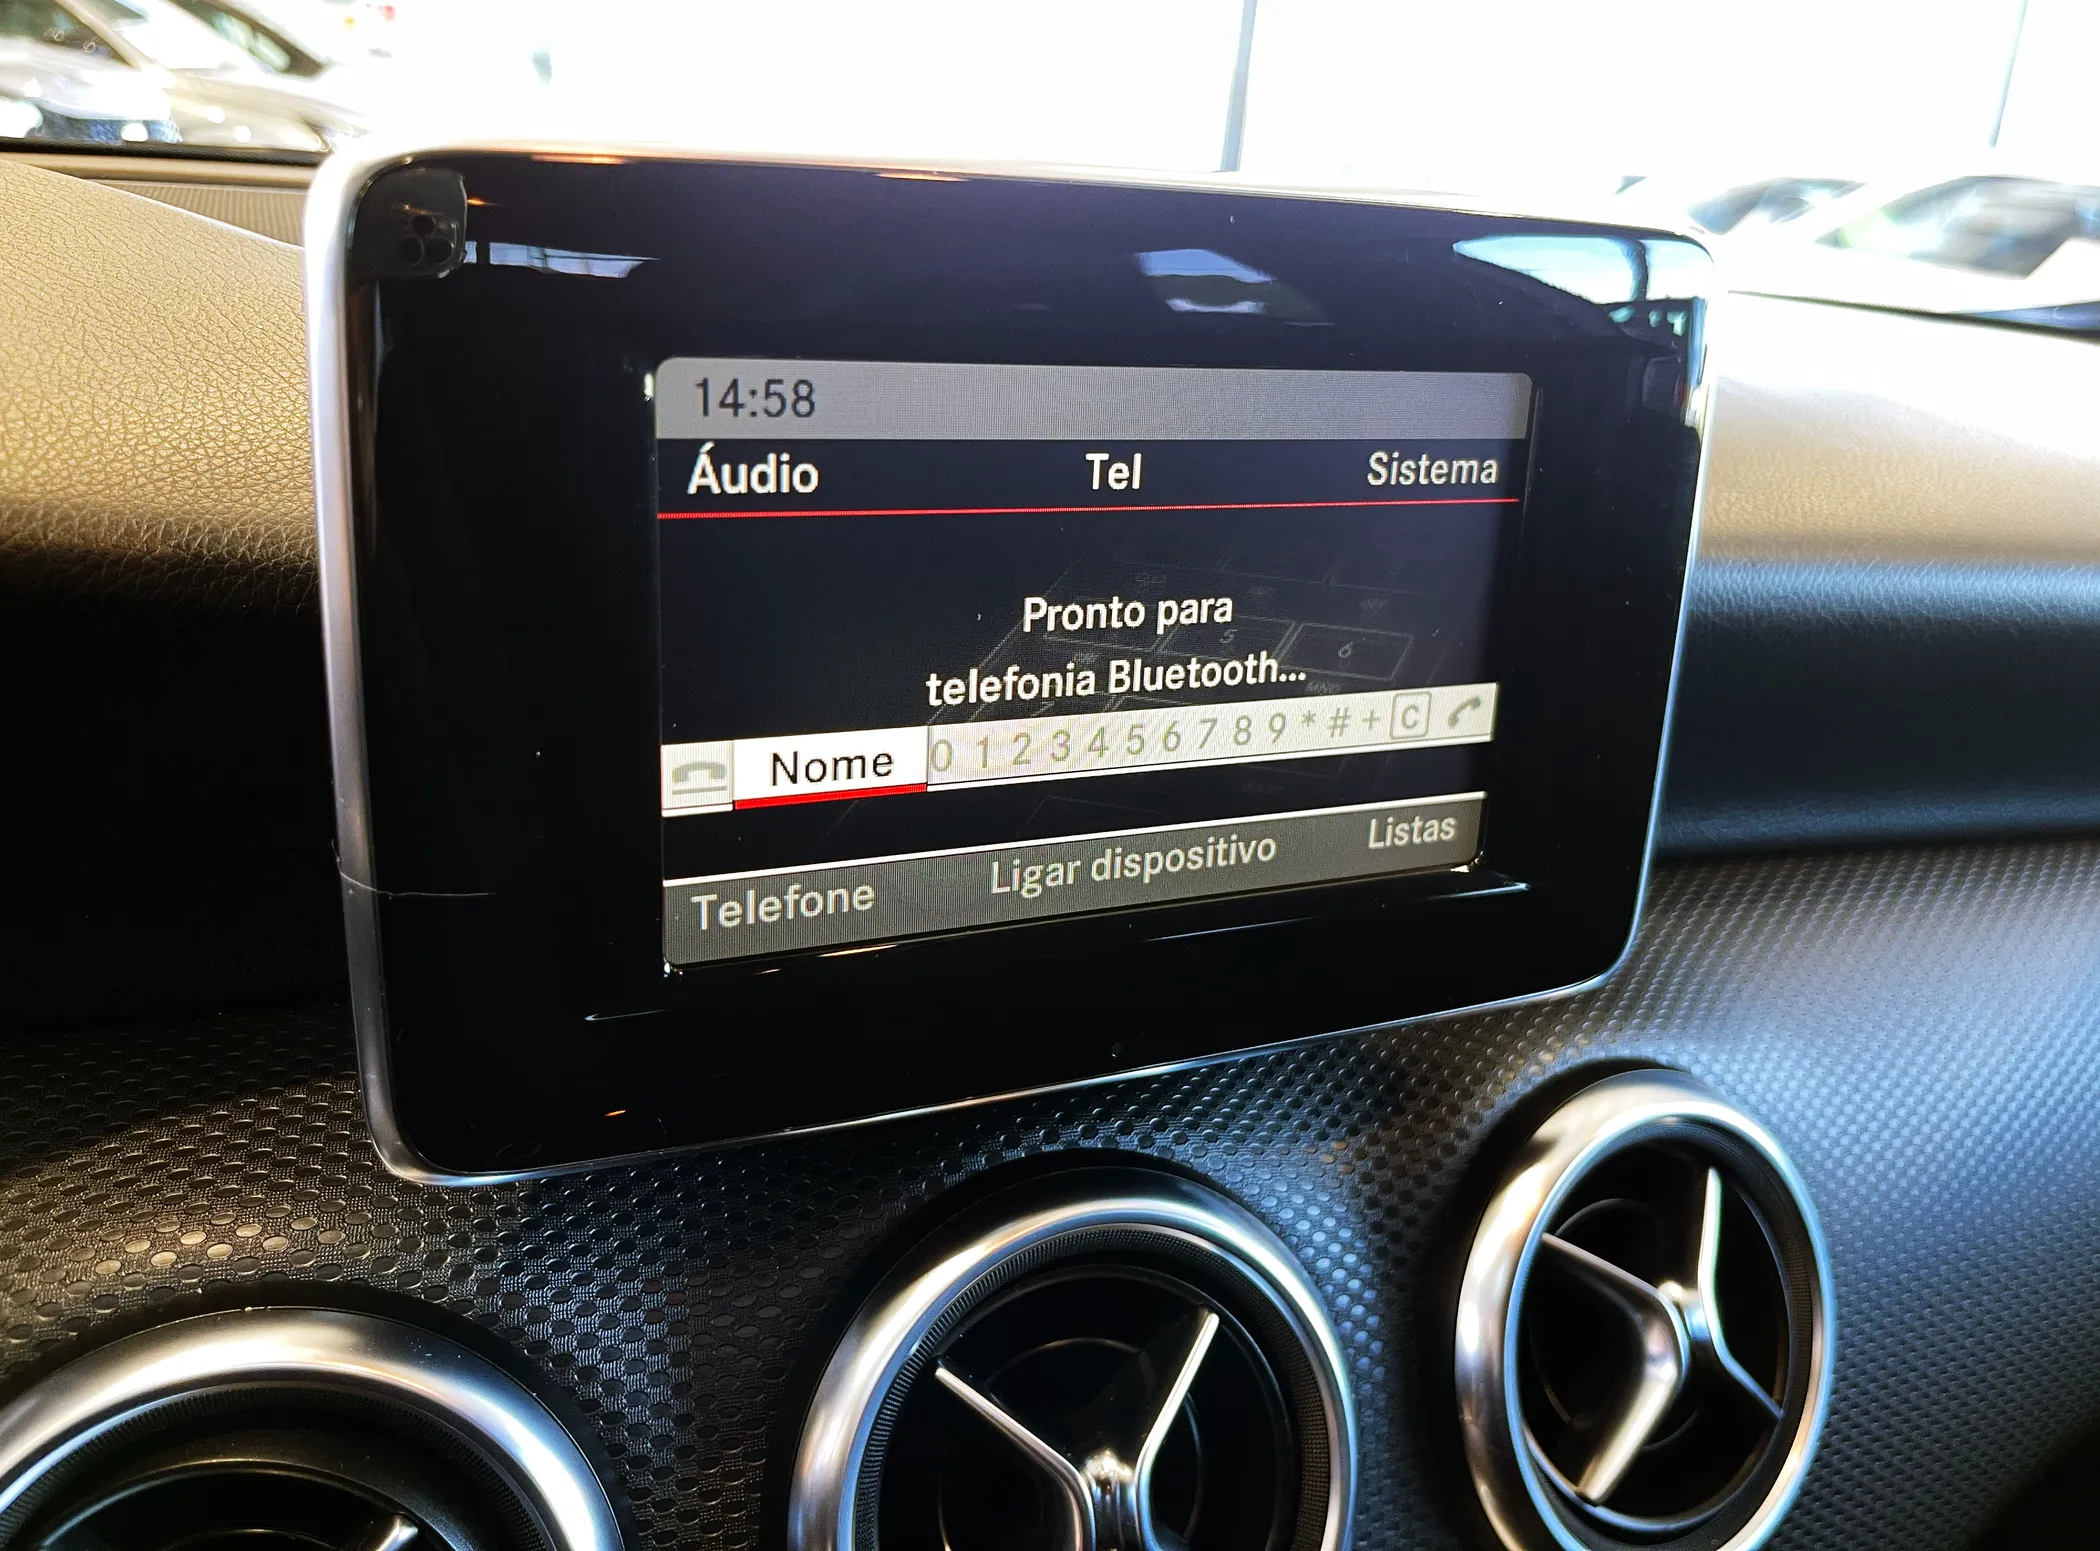 14:58
Áudio Tel Sistema
Pronto para
telefonia Bluetooth...
Nome 0 1 2 3 4 5 6 7 8 9 * # + C
Telefone Ligar dispositivo Listas